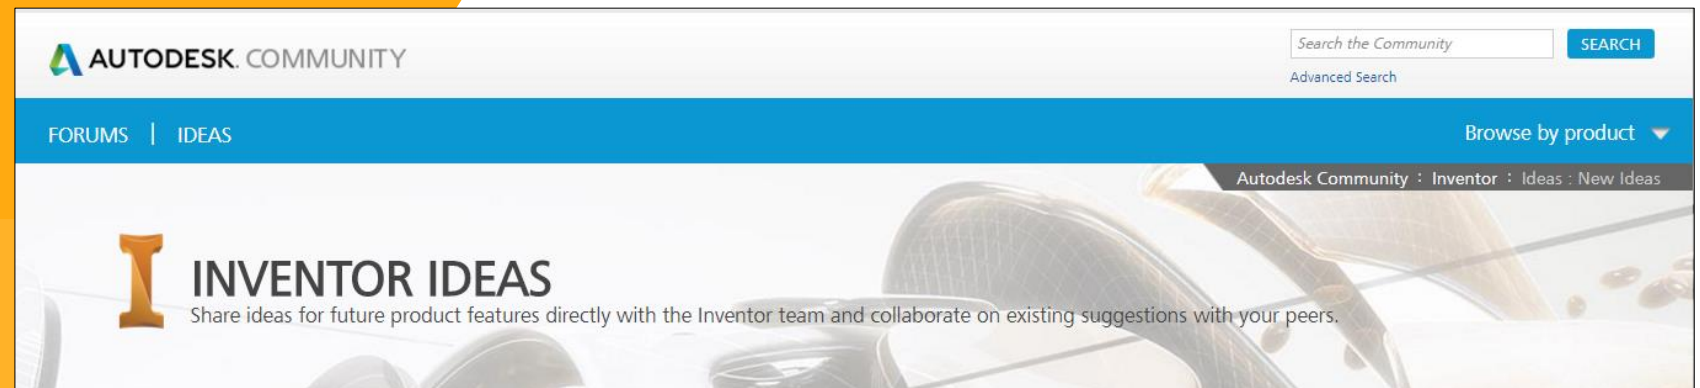 AUTODESK. COMMUNITY
Search the Community
SEARCH
Advanced Search
FORUMS | IDEAS
Browse by product
Autodesk Community : Inventor : Ideas : New Ideas
INVENTOR IDEAS
Share ideas for future product features directly with the Inventor team and collaborate on existing suggestions with your peers.